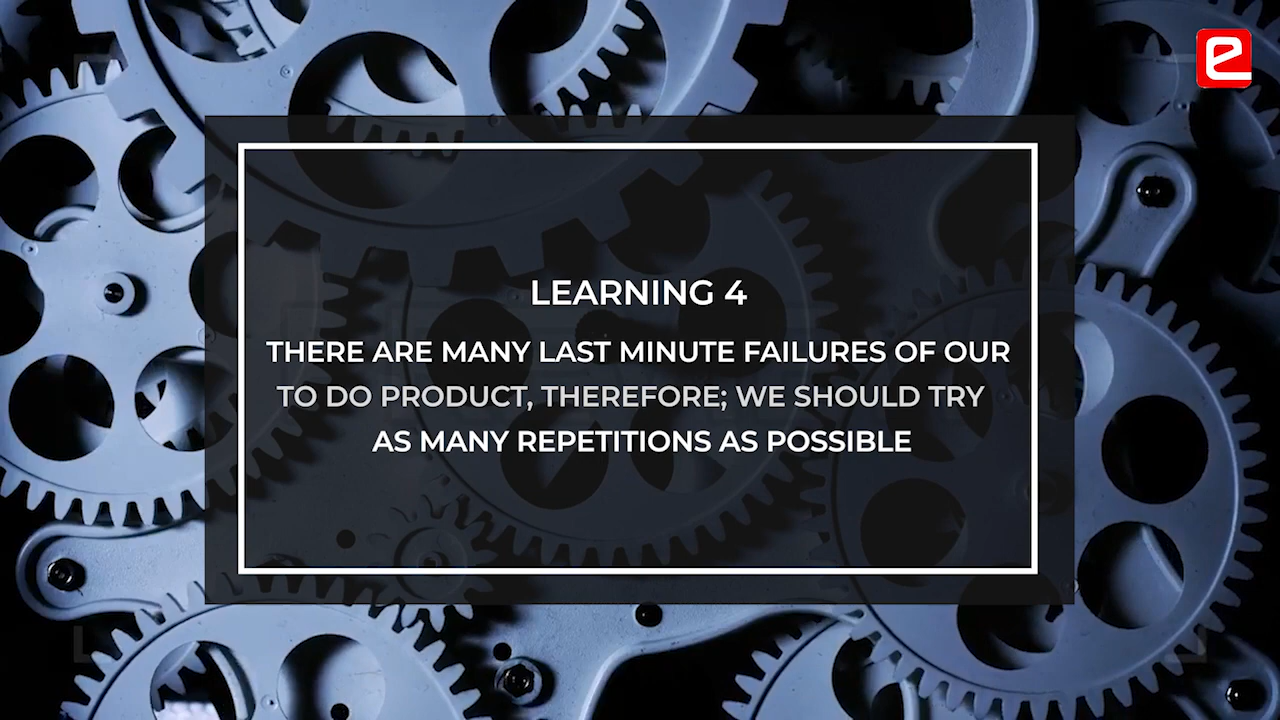 e
LEARNING 4
THERE ARE MANY LAST MINUTE FAILURES OF OUR
TO DO PRODUCT, THEREFORE; WE SHOULD TRY
AS MANY REPETITIONS AS POSSIBLE